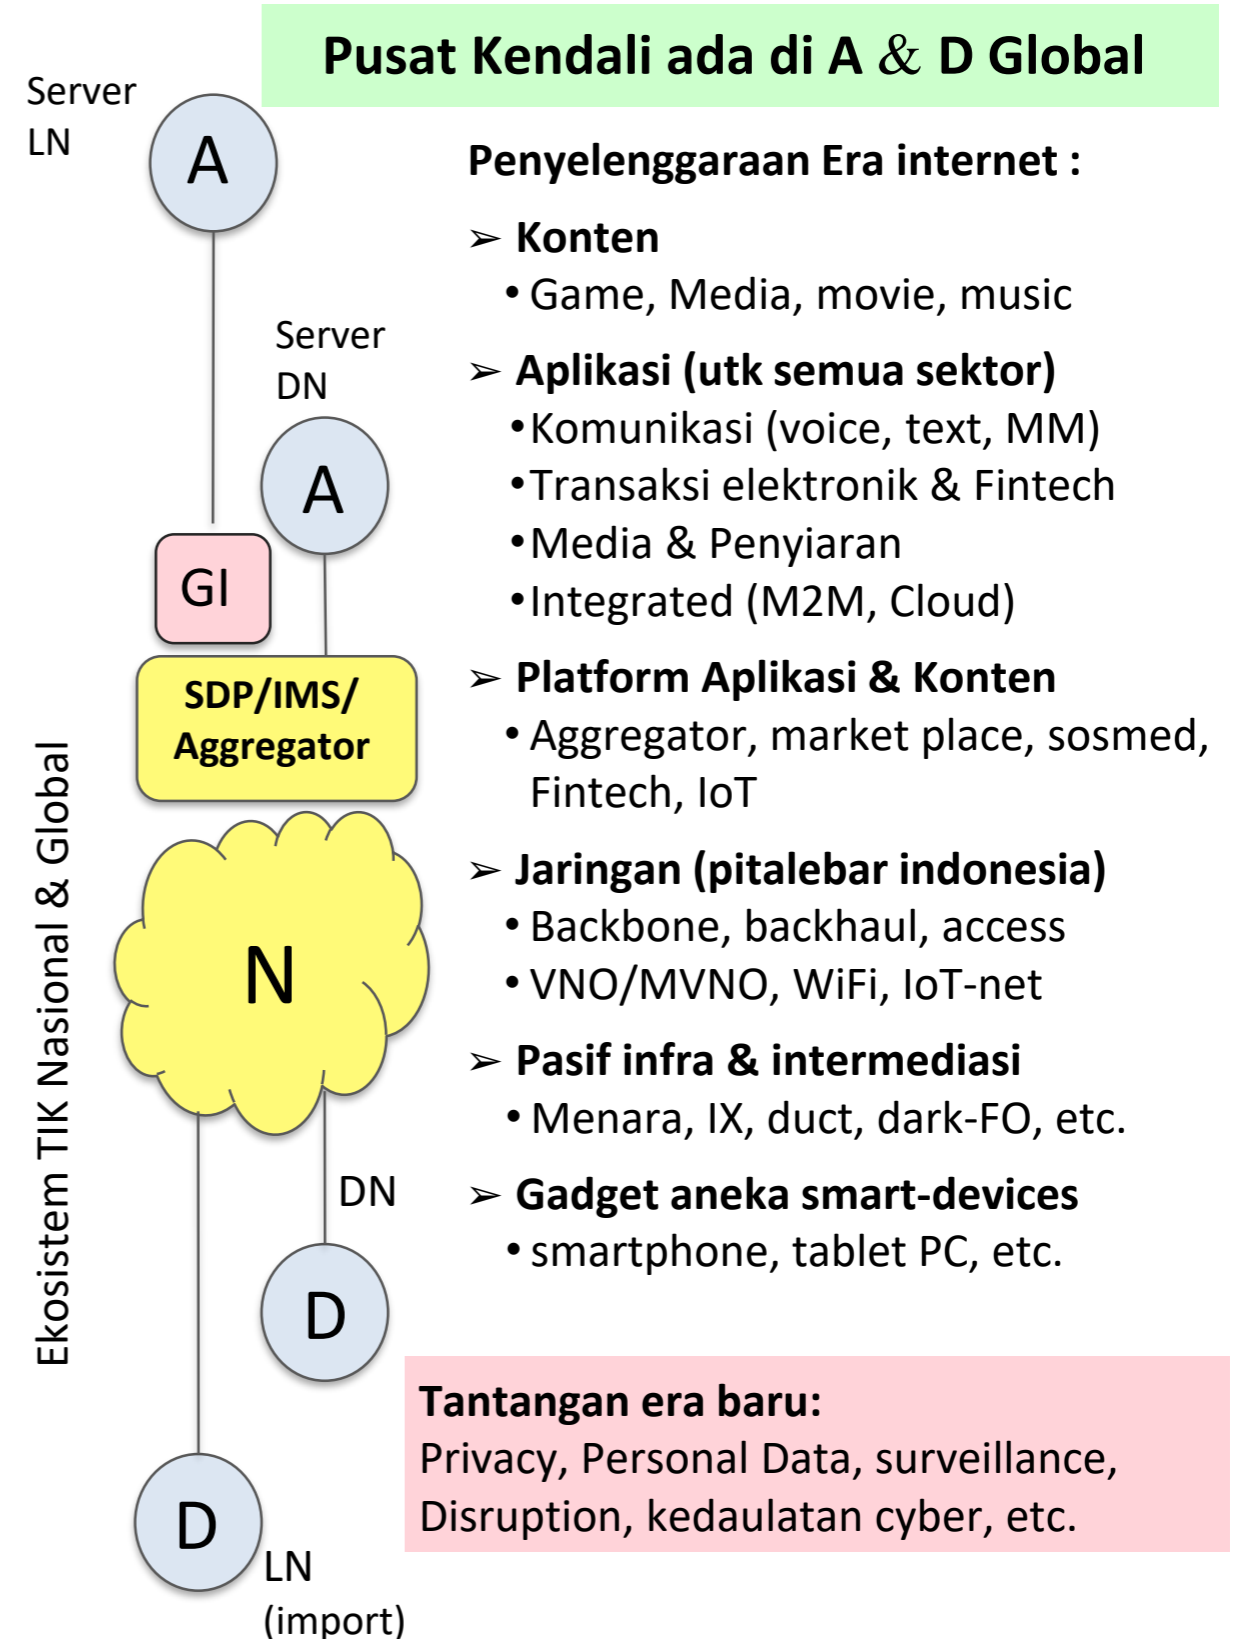 Pusat Kendali ada di A & D Global
Server
LN
A
Server
DN
A
GI
SDP/IMS/
Aggregator
N
DN
D
D
LN
(import)
Ekosistem TIK Nasional & Global
Penyelenggaraan Era internet :
➢ Konten
• Game, Media, movie, music
➢ Aplikasi (utk semua sektor)
•Komunikasi (voice, text, MM)
•Transaksi elektronik & Fintech
•Media & Penyiaran
•Integrated (M2M, Cloud)
➢ Platform Aplikasi & Konten
• Aggregator, market place, sosmed,
Fintech, IoT
➢ Jaringan (pitalebar indonesia)
• Backbone, backhaul, access
• VNO/MVNO, WiFi, IoT-net
➢ Pasif infra & intermediasi
• Menara, IX, duct, dark-FO, etc.
➢ Gadget aneka smart-devices
• smartphone, tablet PC, etc.
Tantangan era baru:
Privacy, Personal Data, surveillance,
Disruption, kedaulatan cyber, etc.